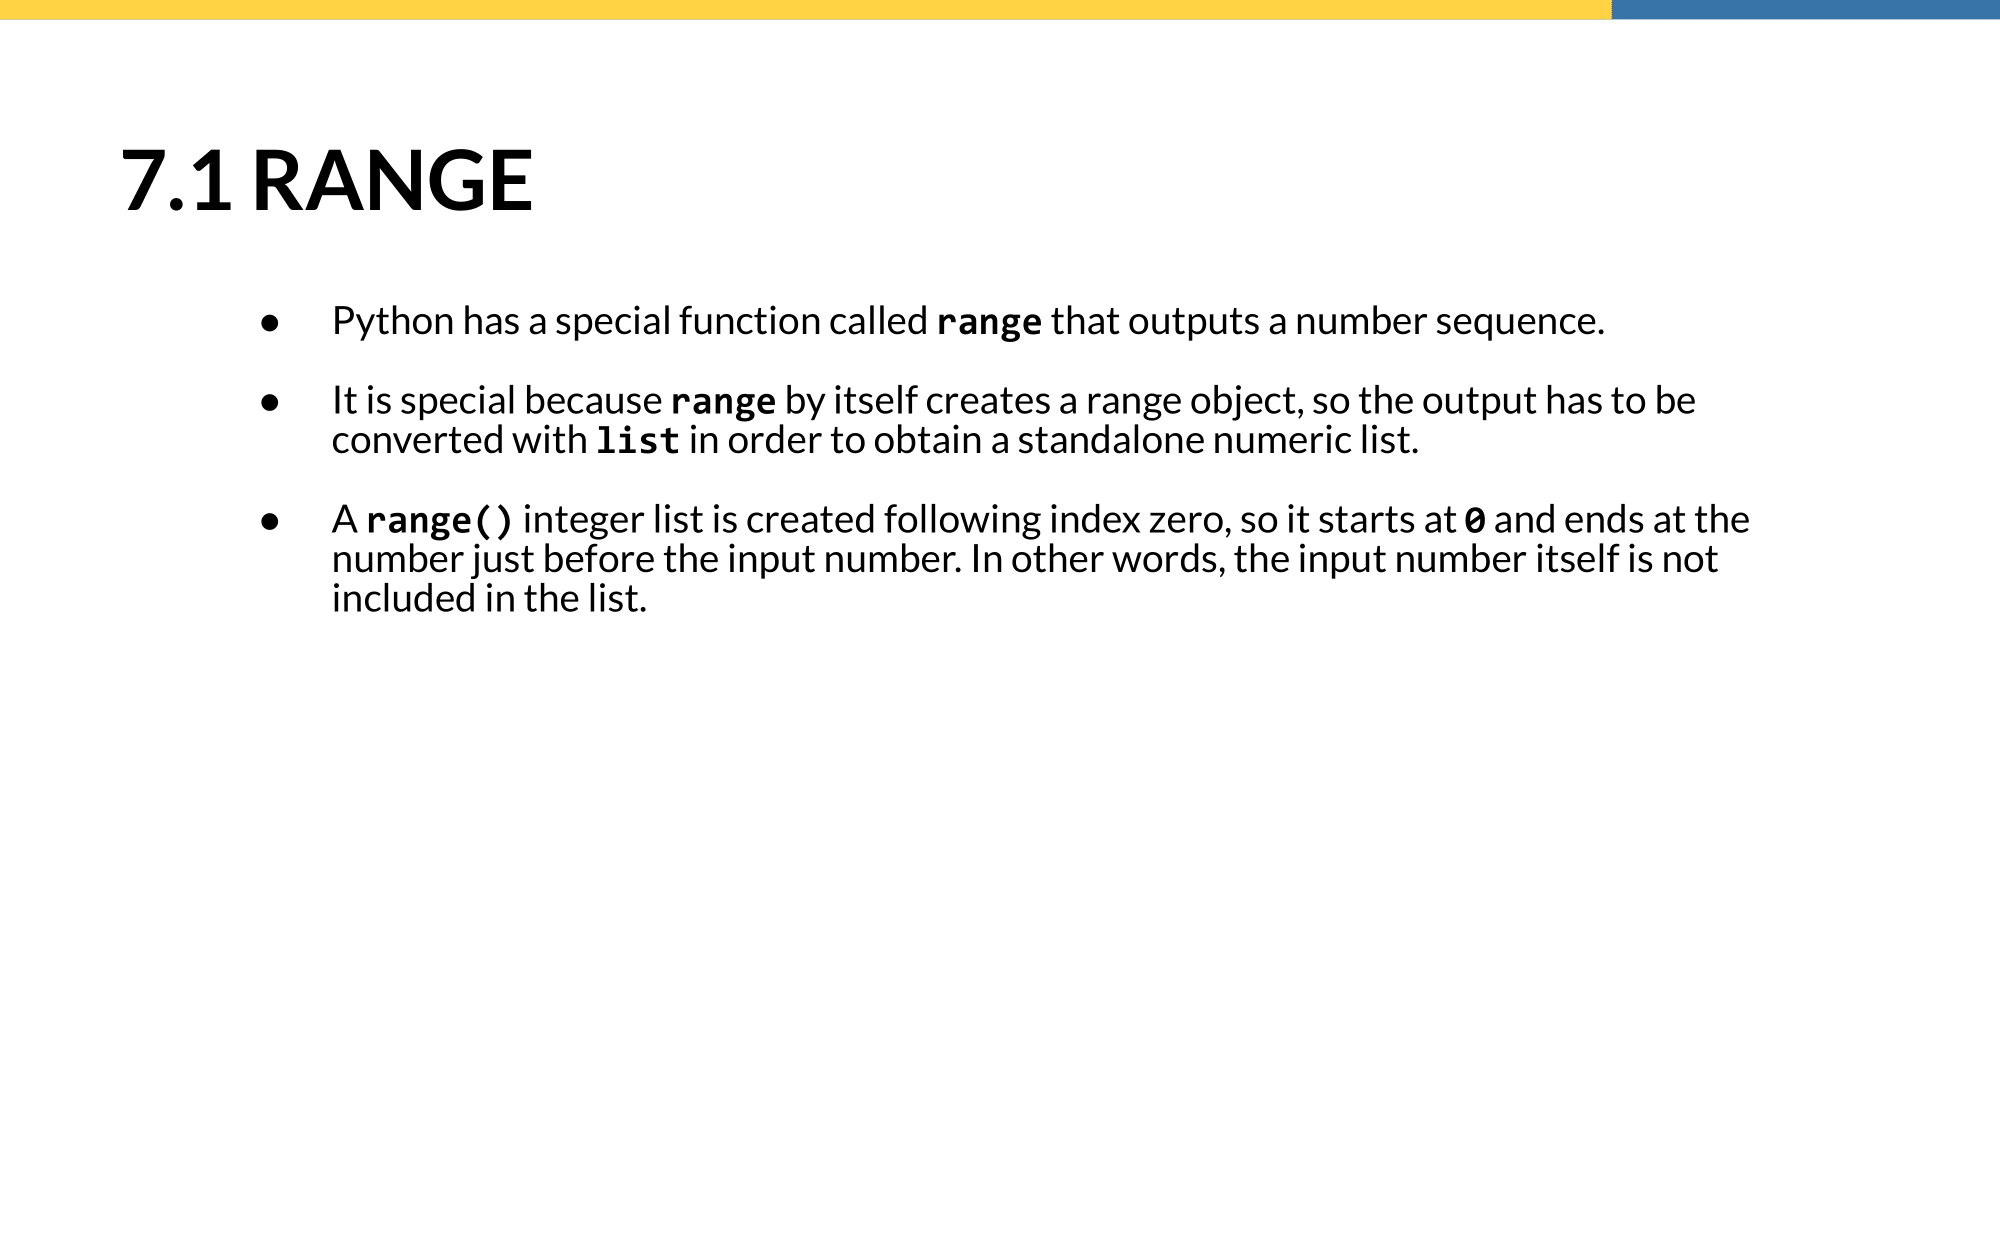 7.1 RANGE
● Python has a special function called range that outputs a number sequence.
● It is special because range by itself creates a range object, so the output has to be
converted with list in order to obtain a standalone numeric list.
● A range() integer list is created following index zero, so it starts at 0 and ends at the
number just before the input number. In other words, the input number itself is not
included in the list.